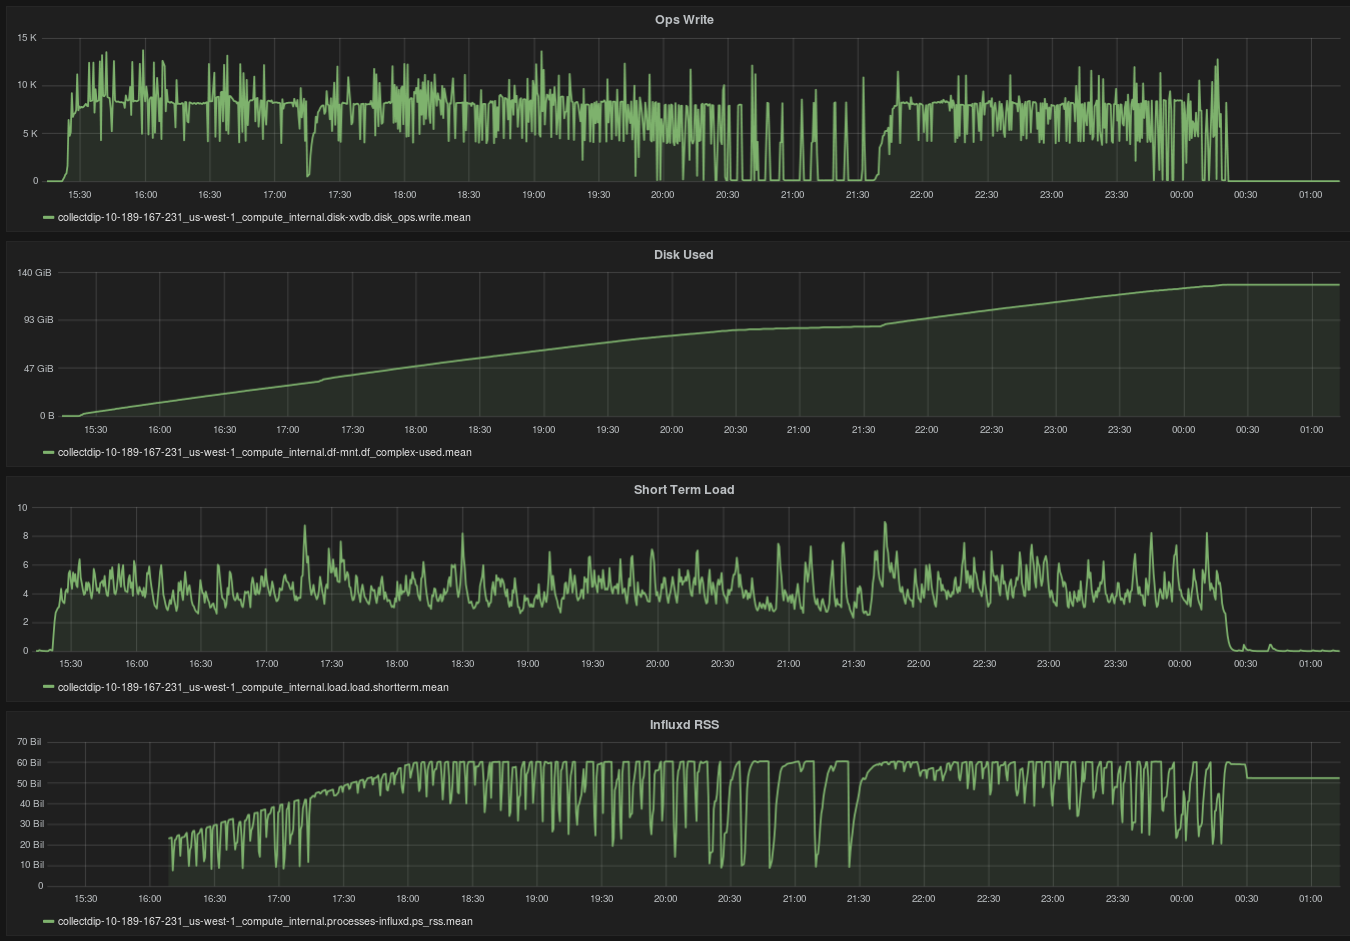 Ops Write
15 K
10 K
5 K
0
15:30 16:00 16:30 17:00 17:30 18:00 18:30 19:00 19:30 20:00 20:30 21:00 21:30 22:00 22:30 23:00 23:30 00:00 00:30 01:00
collectdip-10-189-167-231_us-west-1_compute_internal.disk-xvdb.disk_ops.write.mean
Disk Used
140 GiB
93 GiB
47 GiB
0 B
15:30 16:00 16:30 17:00 17:30 18:00 18:30 19:00 19:30 20:00 20:30 21:00 21:30 22:00 22:30 23:00 23:30 00:00 00:30 01:00
collectdip-10-189-167-231_us-west-1_compute_internal.df-mnt.df_complex-used.mean
Short Term Load
10
8
6
4
2
0
15:30 16:00 16:30 17:00 17:30 18:00 18:30 19:00 19:30 20:00 20:30 21:00 21:30 22:00 22:30 23:00 23:30 00:00 00:30 01:00
collectdip-10-189-167-231_us-west-1_compute_internal.load.load.shortterm.mean
Influxd RSS
70 Bil
60 Bil
50 Bil
40 Bil
30 Bil
20 Bil
10 Bil
0
15:30 16:00 16:30 17:00 17:30 18:00 18:30 19:00 19:30 20:00 20:30 21:00 21:30 22:00 22:30 23:00 23:30 00:00 00:30 01:00
collectdip-10-189-167-231_us-west-1_compute_internal.processes-influxd.ps_rss.mean